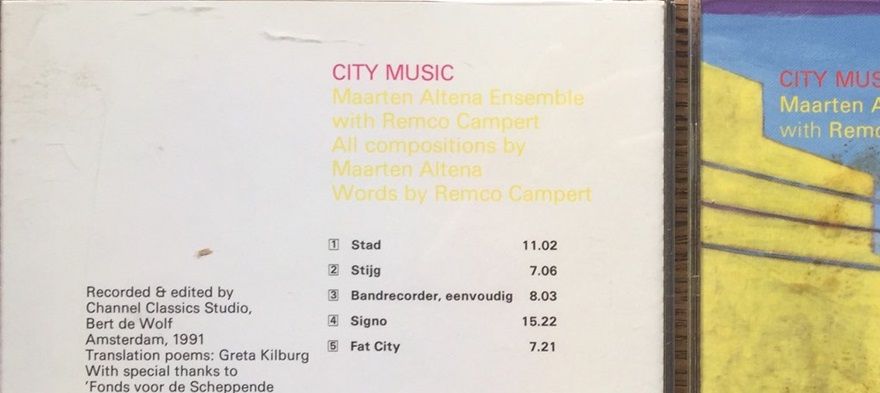 CITY MUSIC
Maarten Altena Ensemble
with Remco Campert
All compositions by
Maarten Altena
Words by Remco Campert
1 Stad 11.02
2 Stijg 7.06
3 Bandrecorder, eenvoudig 8.03
4 Signo 15.22
5 Fat City 7.21
Recorded & edited by
Channel Classics Studio,
Bert de Wolf
Amsterdam, 1991
Translation poems: Greta Kilburg
With special thanks to
'Fonds voor de Scheppende
CITY MUS
Maarten A
with Remc